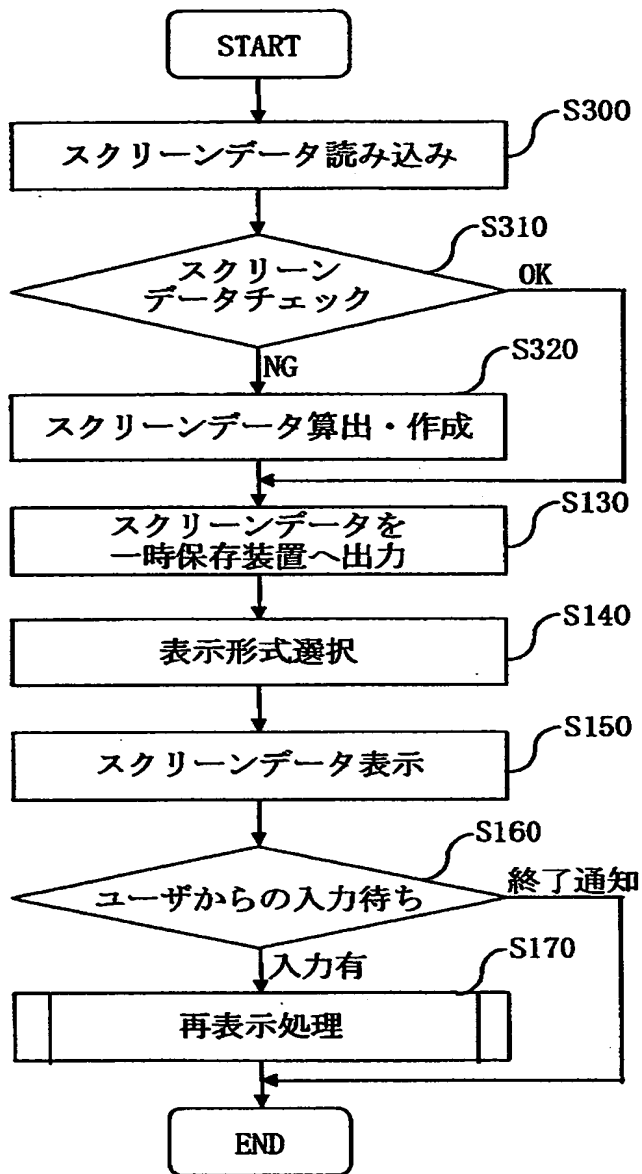 START
S300
スクリーンデータ読み込み
S310
スクリーン
データチェック
OK
NG
S320
スクリーンデータ算出・作成
S130
スクリーンデータを
一時保存装置へ出力
S140
表示形式選択
S150
スクリーンデータ表示
S160
ユーザからの入力待ち
終了通知
入力有
S170
再表示処理
END